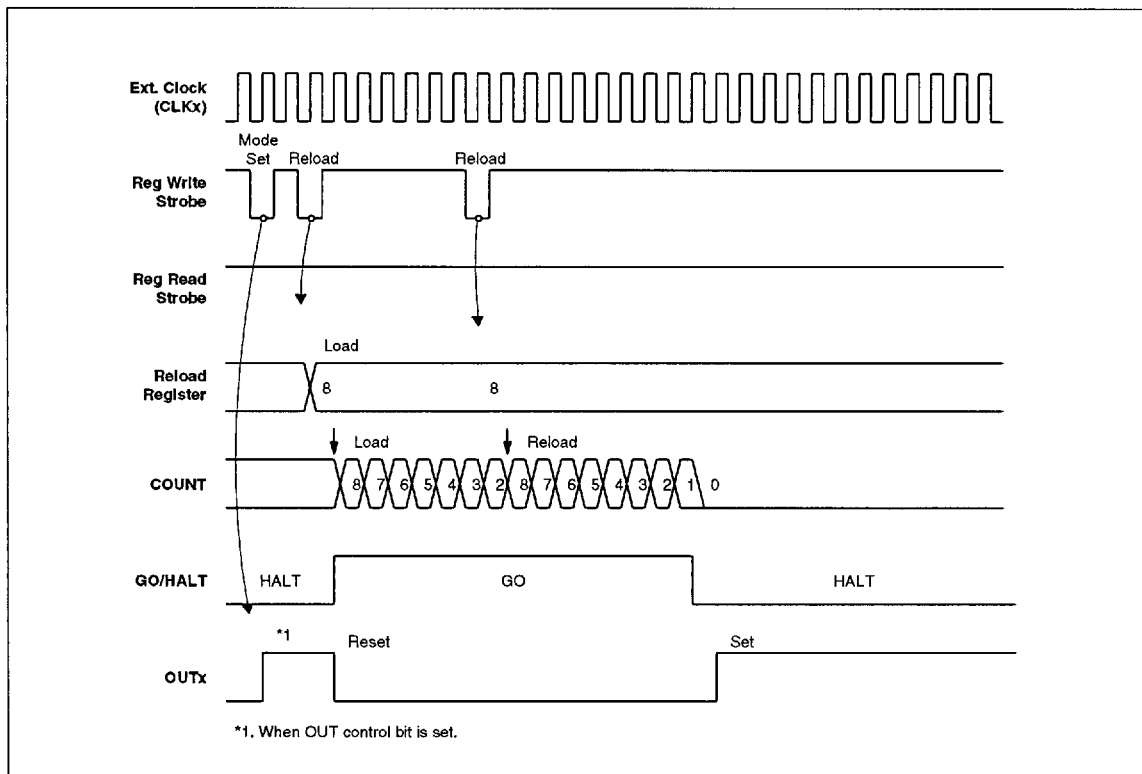 Ext. Clock
(CLKx)
Mode
Set Reload Reload
Reg Write
Strobe
Reg Read
Strobe
Load
Reload
Register
8 8
Load Reload
COUNT
8 7 6 5 4 3 2 8 7 6 5 4 3 2 1 0
GO/HALT HALT GO HALT
*1 Reset Set
OUTx
*1. When OUT control bit is set.